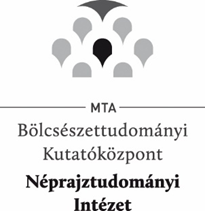 MTA
Bölcsészettudományi
Kutatóközpont
Néprajztudományi
Intézet